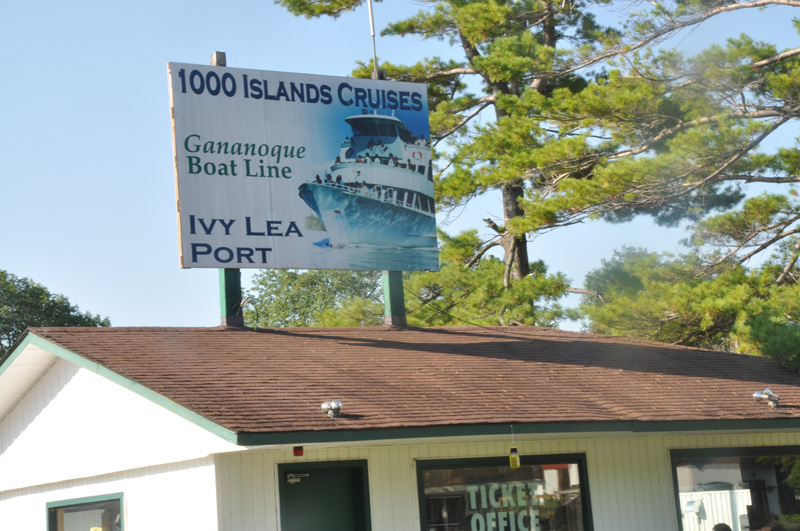 1000 Islands Cruises
Gananoque
Boat Line
Ivy Lea
Port
TICKET
OFFICE